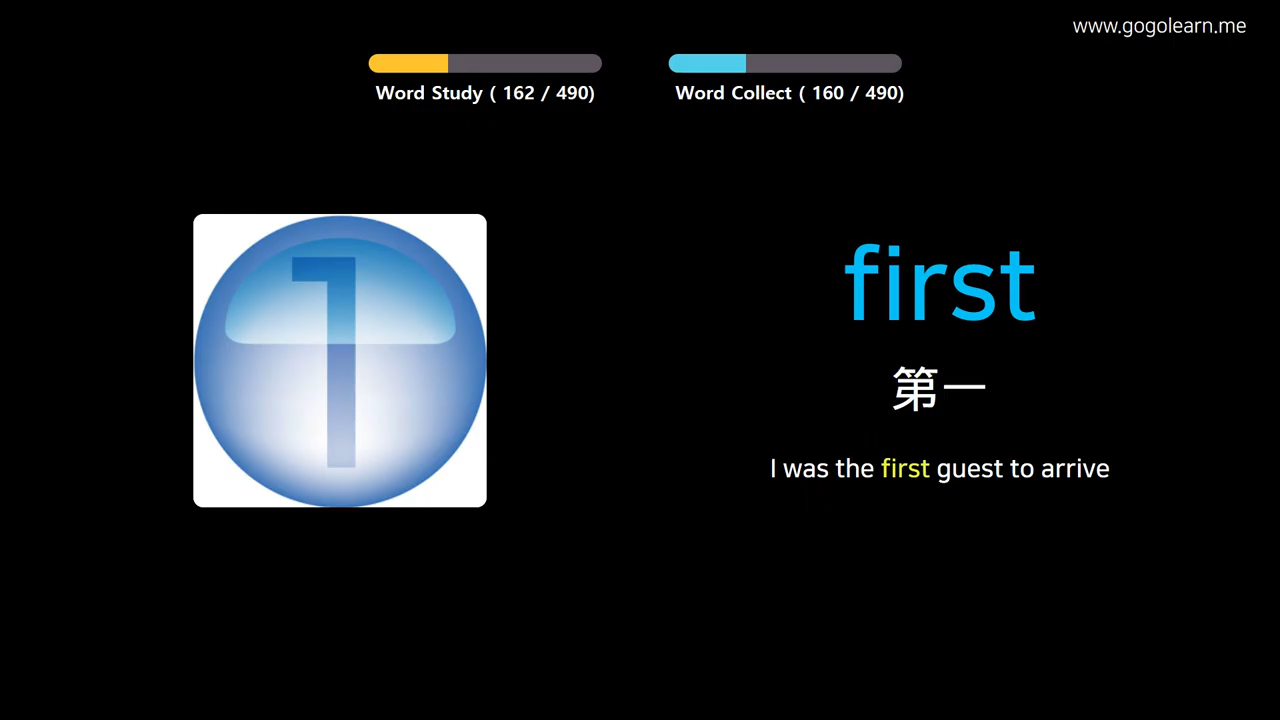 www.gogolearn.me
Word Study ( 162 / 490)
Word Collect ( 160 / 490)
1
first
第一
I was the first guest to arrive